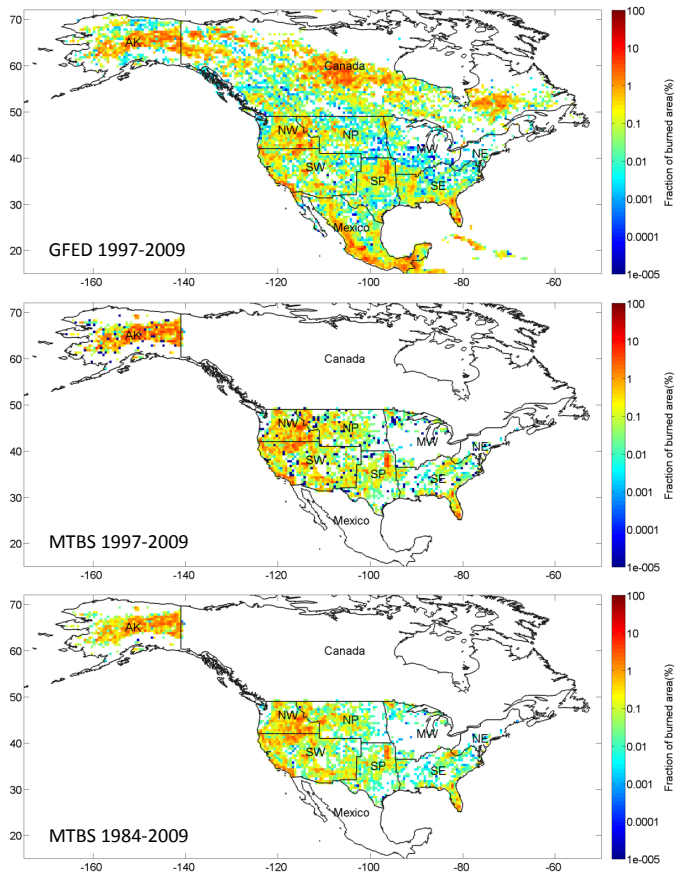 70
60
50
40
30
20
AK
Canada
NW
NP
MW
NE
SW
SP
SE
Mexico
GFED 1997-2009
-160
-140
-120
-100
-80
-60
100
10
1
0.1
0.01
0.001
0.0001
1e-005
Fraction of burned area(%)
70
60
50
40
30
20
AK
Canada
NW
NP
MW
NE
SW
SP
SE
Mexico
MTBS 1997-2009
-160
-140
-120
-100
-80
-60
100
10
1
0.1
0.01
0.001
0.0001
1e-005
Fraction of burned area(%)
70
60
50
40
30
20
AK
Canada
NW
NP
MW
NE
SW
SP
SE
Mexico
MTBS 1984-2009
-160
-140
-120
-100
-80
-60
100
10
1
0.1
0.01
0.001
0.0001
1e-005
Fraction of burned area(%)